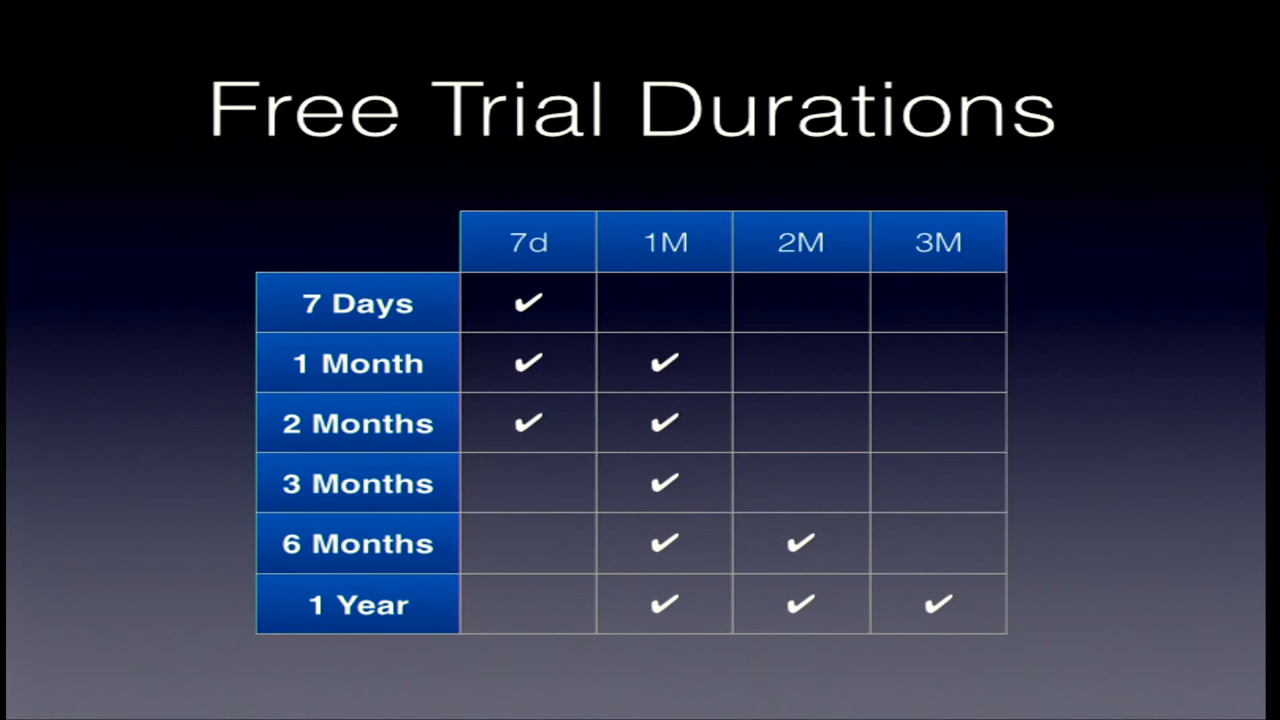 Free Trial Durations
7d 1M 2M 3M
7 Days ✔
1 Month ✔ ✔
2 Months ✔ ✔
3 Months ✔
6 Months ✔ ✔
1 Year ✔ ✔ ✔